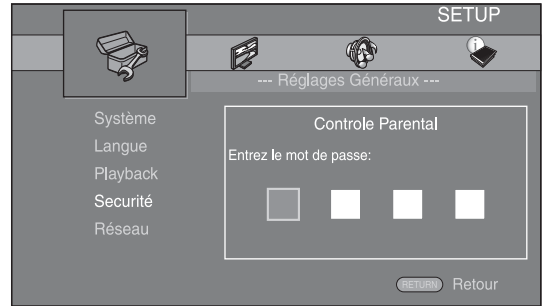 SETUP
--- Réglages Généraux ---
Système
Langue
Playback
Securité
Réseau
Controle Parental
Entrez le mot de passe:
RETURN Retour